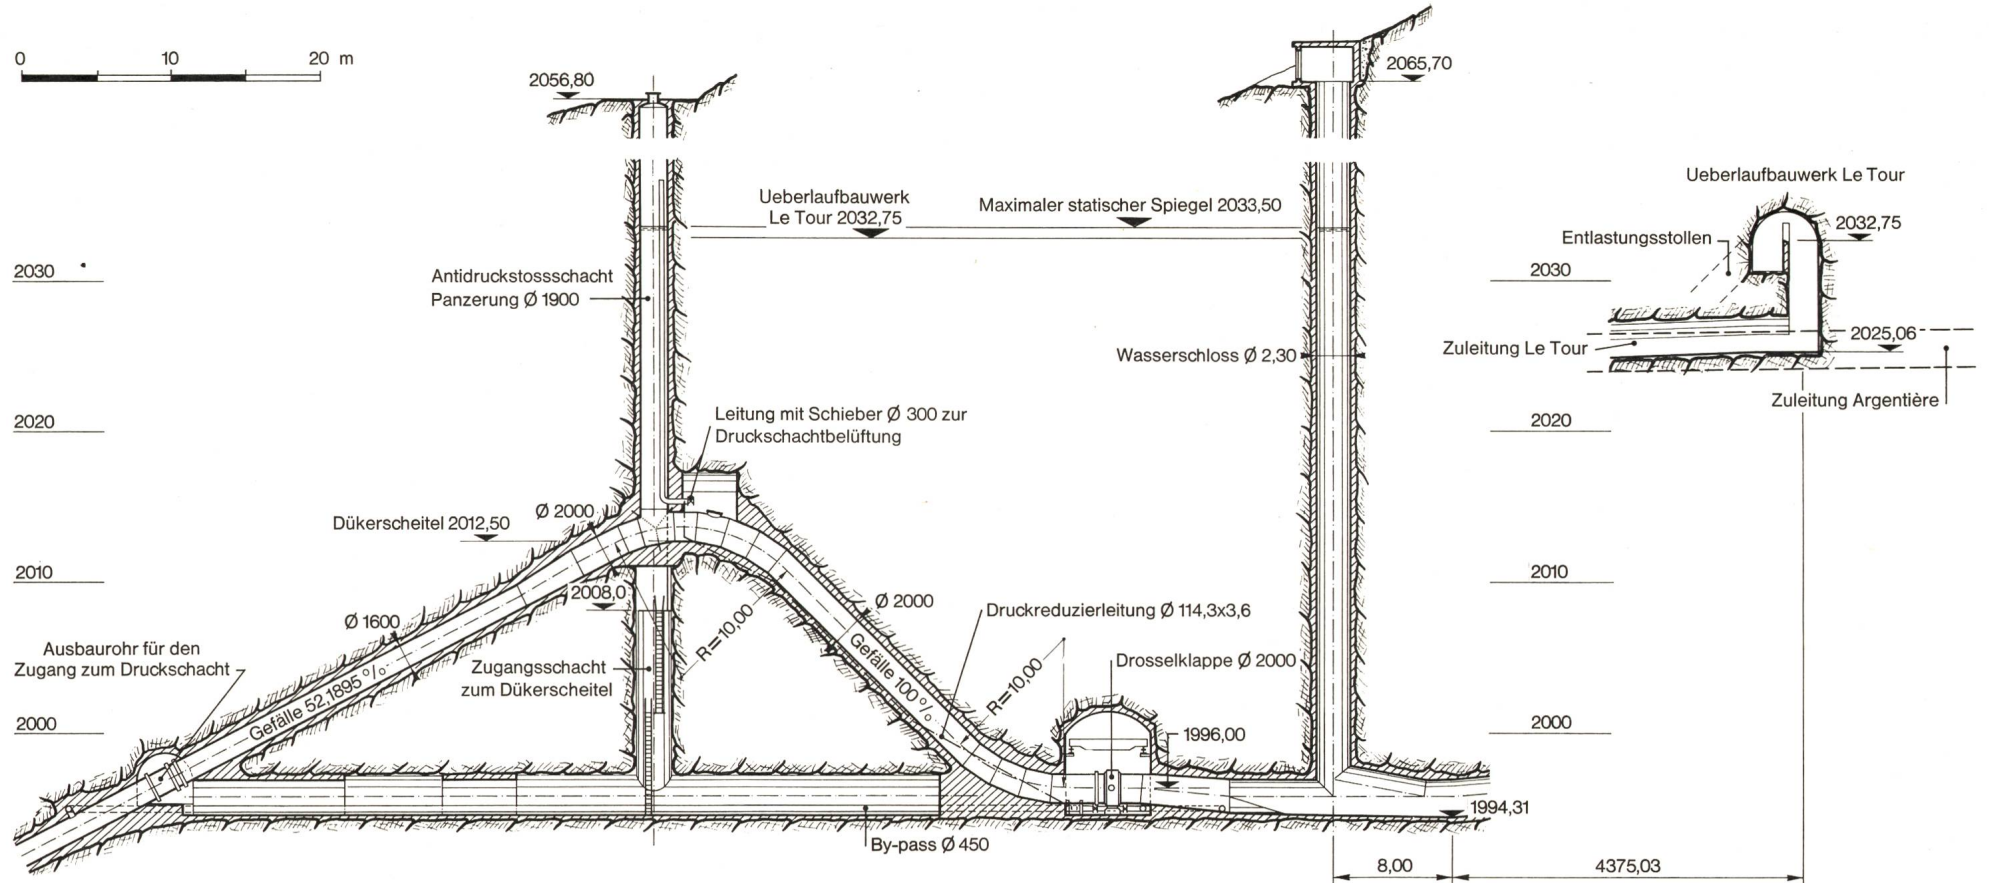 0 10 20 m
2056,80
2065,70
Ueberlaufbauwerk
Le Tour 2032,75
Maximaler statischer Spiegel 2033,50
Ueberlaufbauwerk Le Tour
2032,75
Entlastungsstollen
2030
Antidruckstossschacht
Panzerung Ø 1900
2030
Wasserschloss Ø 2,30
Zuleitung Le Tour
2025,06
Zuleitung Argentière
2020
Leitung mit Schieber Ø 300 zur
Druckschachtbelüftung
2020
Dükerscheitel 2012,50
Ø 2000
2010
2008,0
Ø 2000
2010
Ø 1600
R=10,00
Druckreduzierleitung Ø 114,3x3,6
Ausbaurohr für den
Zugang zum Druckschacht
Gefälle 52,1895 %
Zugangsschacht
zum Dükerscheitel
Gefälle 100 %
R=10,00
Drosselklappe Ø 2000
2000
1996,00
2000
1994,31
By-pass Ø 450
8,00
4375,03